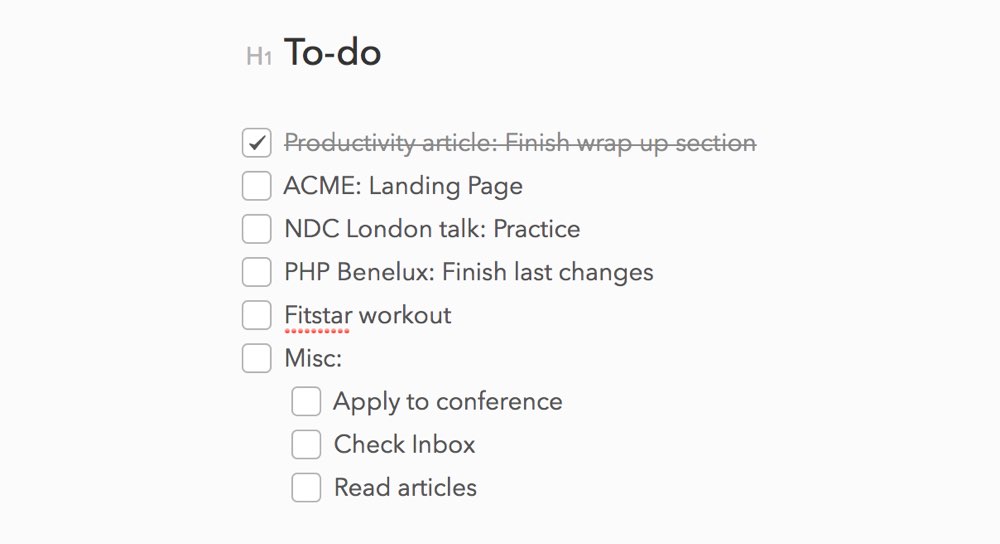 H1 To-do
Productivity article: Finish wrap up section
ACME: Landing Page
NDC London talk: Practice
PHP Benelux: Finish last changes
Fitstar workout
Misc:
Apply to conference
Check Inbox
Read articles